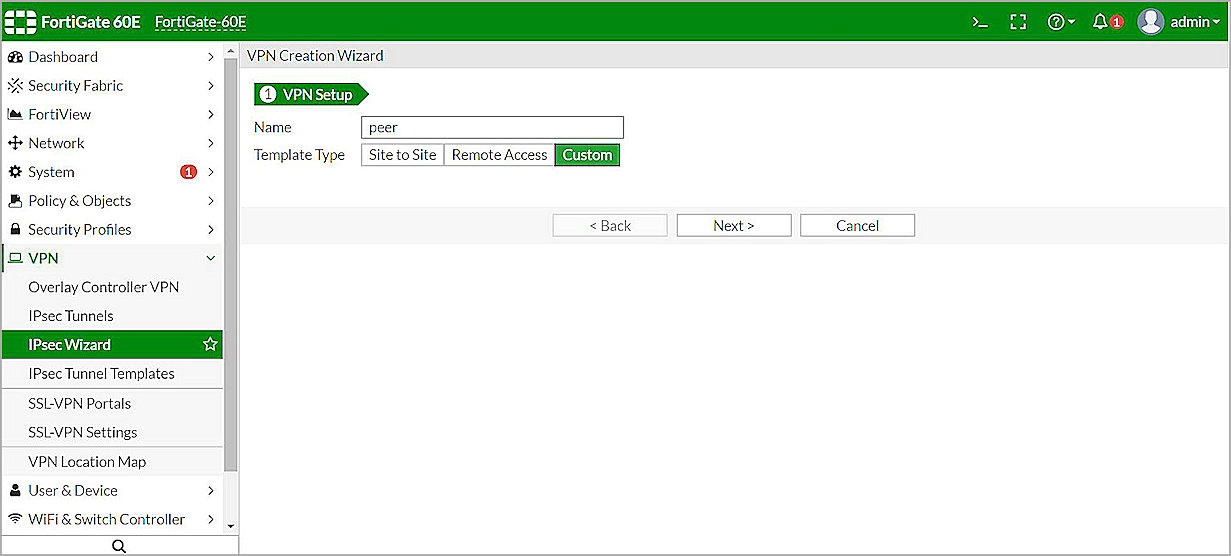 FortiGate 60E FortiGate-60E >_ 1 admin
Dashboard
Security Fabric
FortiView
Network
System 1
Policy & Objects
Security Profiles
VPN
Overlay Controller VPN
IPsec Tunnels
IPsec Wizard
IPsec Tunnel Templates
SSL-VPN Portals
SSL-VPN Settings
VPN Location Map
User & Device
WiFi & Switch Controller
VPN Creation Wizard
1 VPN Setup
Name peer
Template Type Site to Site Remote Access Custom
< Back Next > Cancel